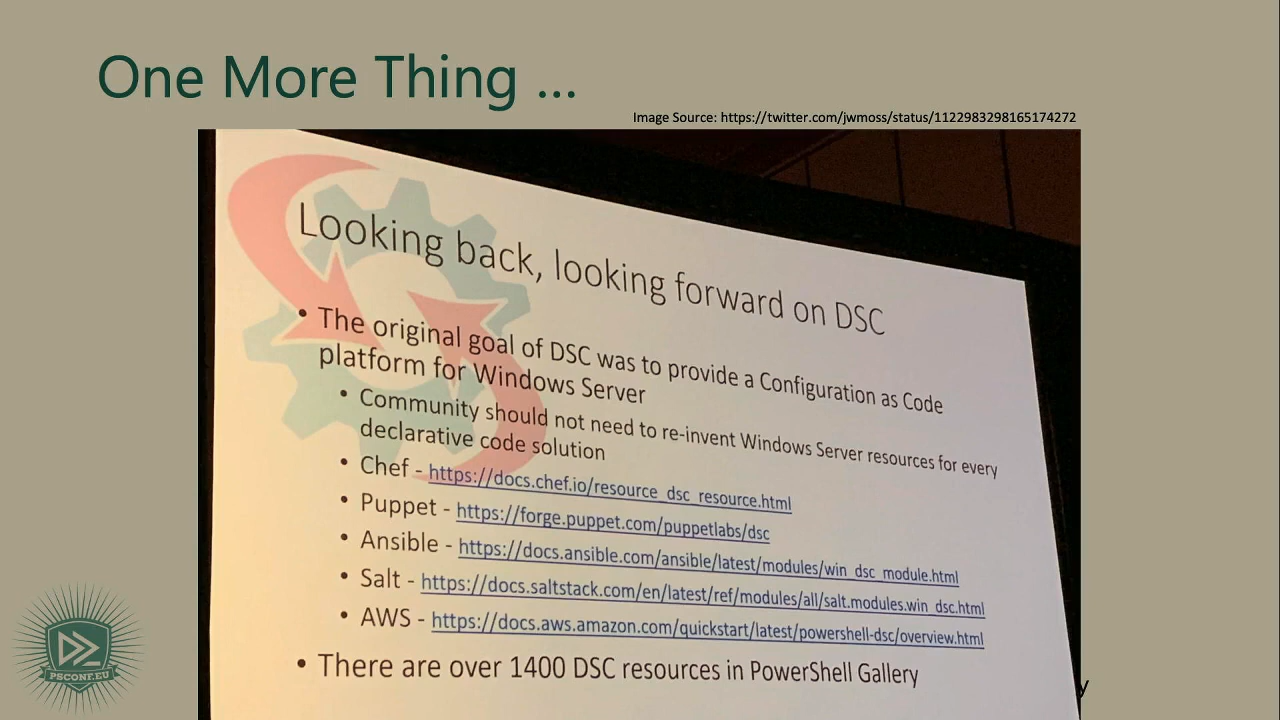 One More Thing ...
Image Source: https://twitter.com/jwmoss/status/1122983298165174272
Looking back, looking forward on DSC
• The original goal of DSC was to provide a Configuration as Code
platform for Windows Server
• Community should not need to re-invent Windows Server resources for every
declarative code solution
• Chef - https://docs.chef.io/resource_dsc_resource.html
• Puppet - https://forge.puppet.com/puppetlabs/dsc
• Ansible - https://docs.ansible.com/ansible/latest/modules/win_dsc_module.html
• Salt - https://docs.saltstack.com/en/latest/ref/modules/all/salt.modules.win_dsc.html
• AWS - https://docs.aws.amazon.com/quickstart/latest/powershell-dsc/overview.html
• There are over 1400 DSC resources in PowerShell Gallery
y
PSCONF.EU